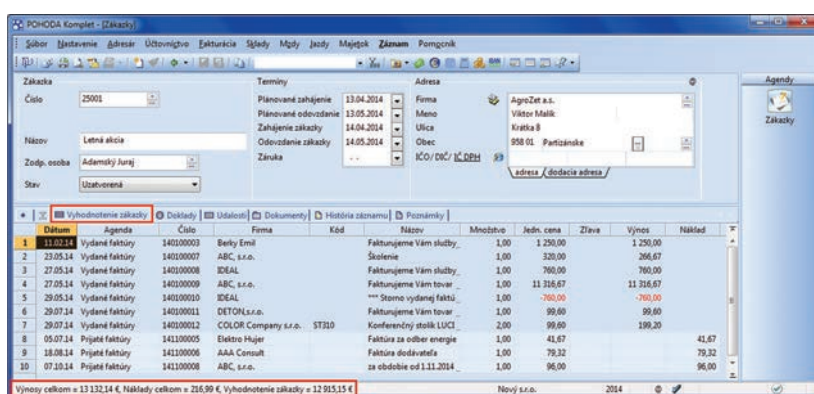 POHODA Komplet - [Zákazky]
Súbor Nastavenie Adresár Účtovníctvo Fakturácia Sklady Mzdy Jazdy Majetok Záznam Pomocník
Zákazka
Číslo 25001
Názov Letná akcia
Zodp. osoba Adamský Juraj
Stav Uzatvorená
Termíny
Plánované zahájenie 13.04.2014
Plánované odovzdanie 13.05.2014
Zahájenie zákazky 14.04.2014
Odovzdanie zákazky 14.05.2014
Záruka . .
Adresa
Firma AgroZet a.s.
Meno Viktor Malík
Ulica Krátka 8
Obec 958 01 Partizánske
IČO/DIČ/IČ DPH
adresa / dodacia adresa
Agendy
Zákazky
Vyhodnotenie zákazky Doklady Udalosti Dokumenty História záznamu Poznámky
Dátum Agenda Číslo Firma Kód Názov Množstvo Jedn. cena Zľava Výnos Náklad
1 11.02.14 Vydané faktúry 140100003 Berky Emil Fakturujeme Vám služby_ 1,00 1 250,00 1 250,00
2 23.05.14 Vydané faktúry 140100007 ABC, s.r.o. Školenie 1,00 320,00 266,67
3 27.05.14 Vydané faktúry 140100008 IDEAL Fakturujeme Vám služby_ 1,00 760,00 760,00
4 27.05.14 Vydané faktúry 140100009 ABC, s.r.o. Fakturujeme Vám tovar _ 1,00 11 316,67 11 316,67
5 29.05.14 Vydané faktúry 140100010 IDEAL *** Storno vydanej faktú_ 1,00 -760,00 -760,00
6 29.07.14 Vydané faktúry 140100011 DETON,s.r.o. Fakturujeme Vám tovar _ 1,00 99,60 99,60
7 29.07.14 Vydané faktúry 140100012 COLOR Company s.r.o. ST310 Konferenčný stolík LUCI_ 2,00 99,60 199,20
8 05.07.14 Prijaté faktúry 141100005 Elektro Hujer Faktúra za odber energie 1,00 41,67 41,67
9 18.08.14 Prijaté faktúry 141100006 AAA Consult Faktúra dodávateľa 1,00 79,32 79,32
10 07.10.14 Prijaté faktúry 141100008 ABC, s.r.o. za obdobie od 1.11.2014 _ 1,00 96,00 96,00
Výnosy celkom = 13 132,14 €, Náklady celkom = 216,99 €, Vyhodnotenie zákazky = 12 915,15 €
Nový s.r.o. 2014